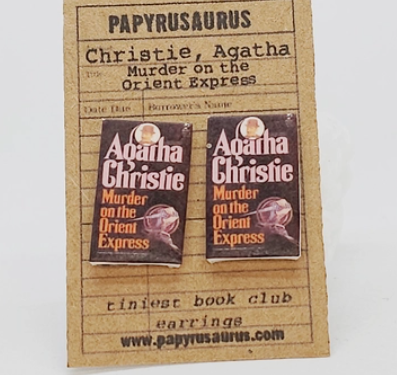 PAPYRUSAURUS
Christie, Agatha
Murder on the
Orient Express
Date Due Borrower's Name
Agatha
Christie
Murder
on the
Orient
Express
Agatha
Christie
Murder
on the
Orient
Express
tiniest book club
earrings
www.papyrusaurus.com